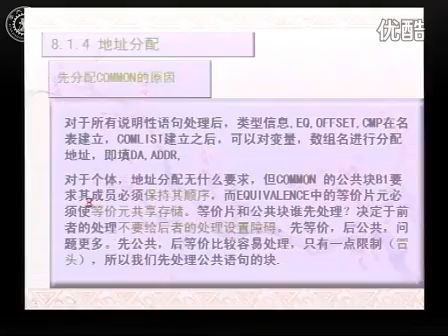 优酷
8.1.4 地址分配
先分配COMMON的原因
对于所有说明性语句处理后，类型信息,EQ,OFFSET,CMP在名
表建立，COMLIST建立之后，可以对变量，数组名进行分配
地址，即填DA,ADDR,
对于个体，地址分配无什么要求，但COMMON 的公共块B1要
求其成员必须保持其顺序，而EQUIVALENCE中的等价片元必
须使等价元共享存储。等价片和公共块谁先处理？决定于前
者的处理不要给后者的处理设置障碍。先等价，后公共，问
题更多。先公共，后等价比较容易处理，只有一点限制（冒
头），所以我们先处理公共语句的块.